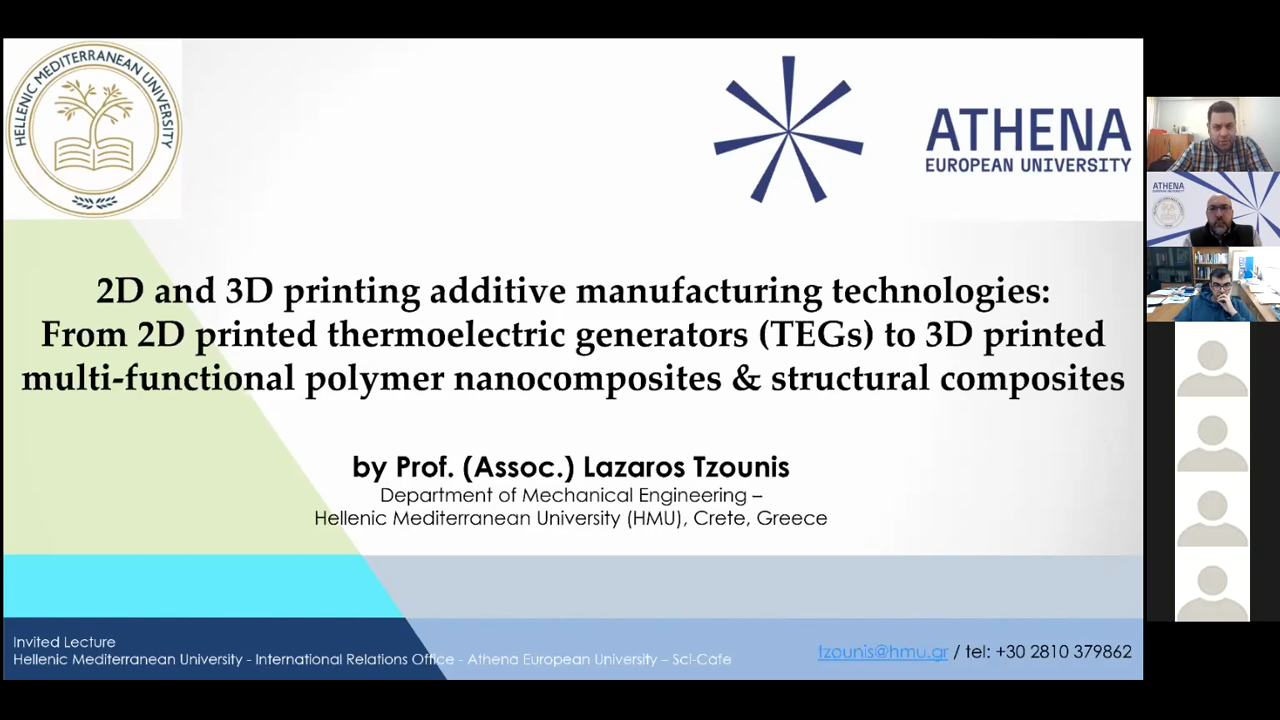 HELLENIC MEDITERRANEAN UNIVERSITY
ATHENA
EUROPEAN UNIVERSITY
2D and 3D printing additive manufacturing technologies:
From 2D printed thermoelectric generators (TEGs) to 3D printed
multi-functional polymer nanocomposites & structural composites
by Prof. (Assoc.) Lazaros Tzounis
Department of Mechanical Engineering –
Hellenic Mediterranean University (HMU), Crete, Greece
Invited Lecture
Hellenic Mediterranean University - International Relations Office - Athena European University – Sci-Cafe
tzounis@hmu.gr / tel: +30 2810 379862
ATHENA